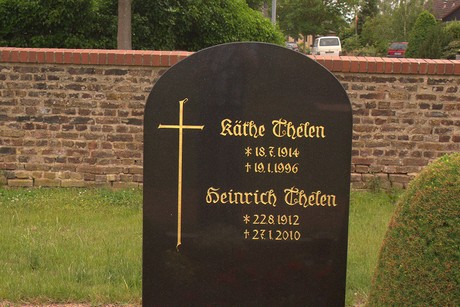 Käthe Thelen
* 18.7.1914
† 19.1.1996
Heinrich Thelen
* 22.8.1912
† 27.1.2010